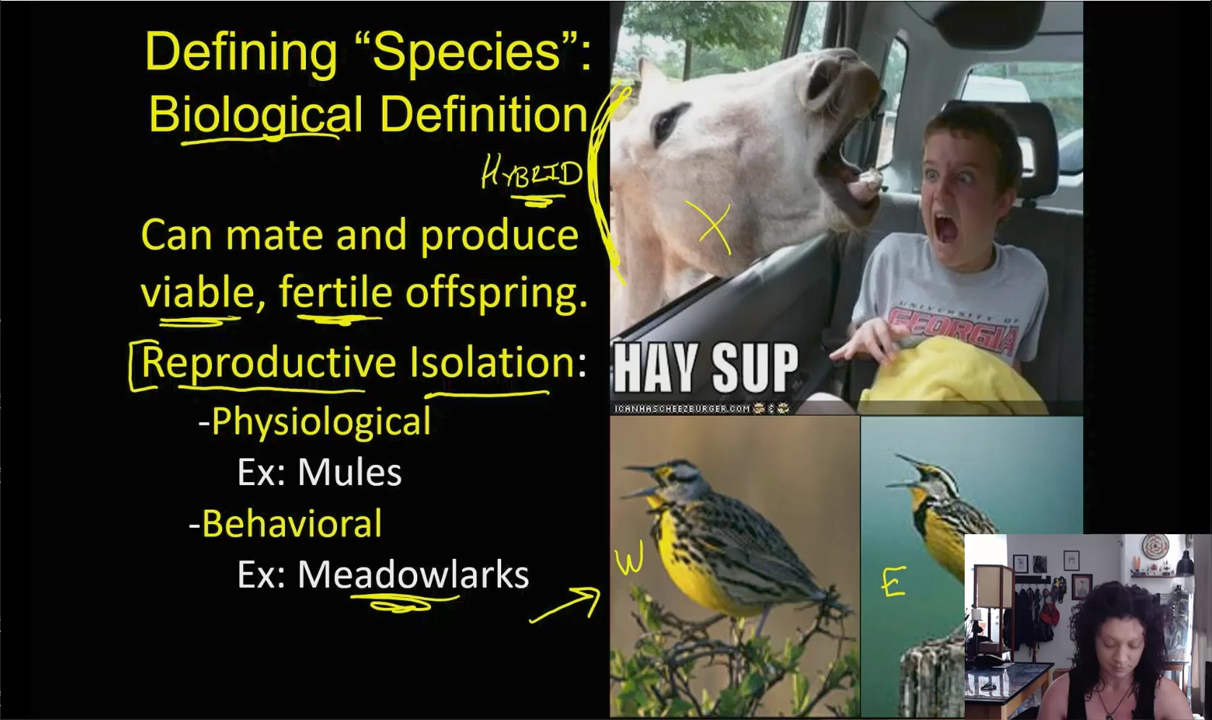 Defining “Species”:
Biological Definition
HYBRID
Can mate and produce
viable, fertile offspring.
Reproductive Isolation:
-Physiological
Ex: Mules
-Behavioral
Ex: Meadowlarks
X
UNIVERSITY OF
GEORGIA
HAY SUP
ICANHASCHEEZBURGER.COM
W
E